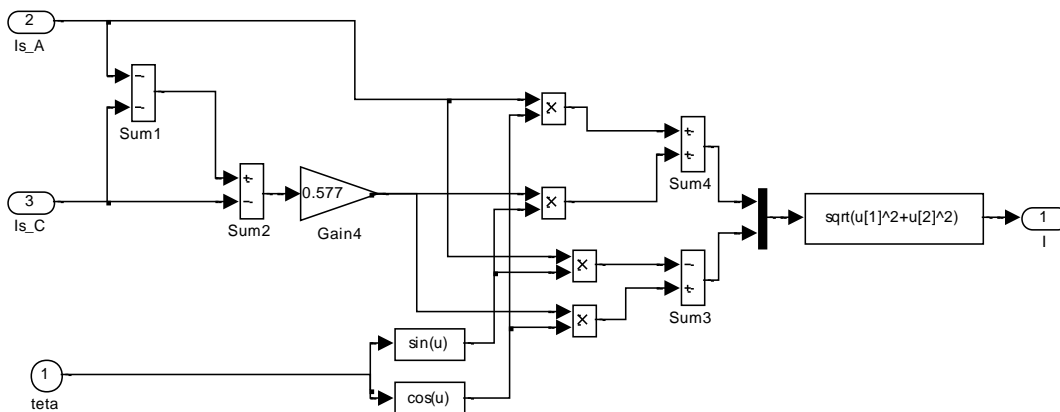 2
Is_A
−
−
Sum1
3
Is_C
+
−
Sum2
0.577
Gain4
×
×
×
×
+
+
Sum4
−
+
Sum3
sqrt(u[1]^2+u[2]^2)
1
I
sin(u)
cos(u)
1
teta